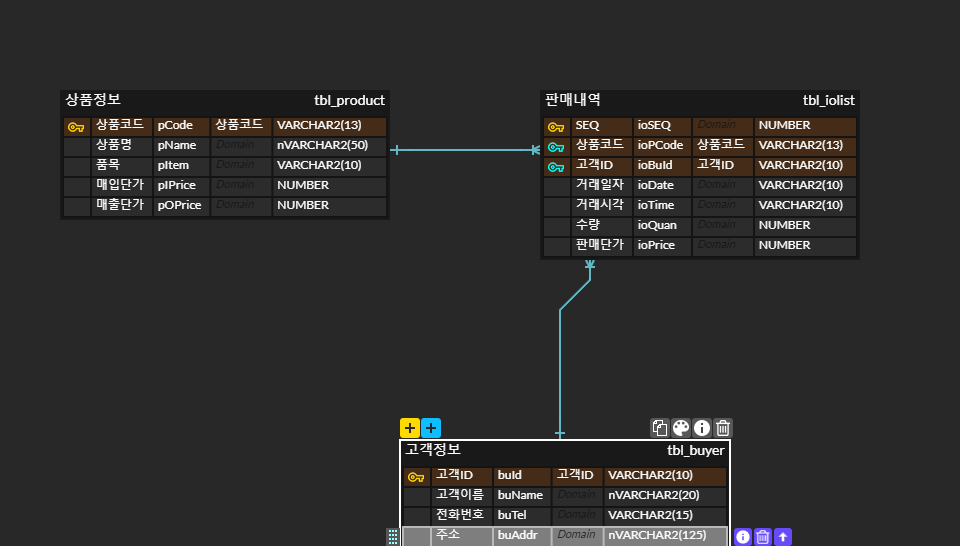 상품정보 tbl_product
상품코드 pCode 상품코드 VARCHAR2(13)
상품명 pName Domain nVARCHAR2(50)
품목 pItem Domain VARCHAR2(10)
매입단가 pIPrice Domain NUMBER
매출단가 pOPrice Domain NUMBER
판매내역 tbl_iolist
SEQ ioSEQ Domain NUMBER
상품코드 ioPCode 상품코드 VARCHAR2(13)
고객ID ioBuId 고객ID VARCHAR2(10)
거래일자 ioDate Domain VARCHAR2(10)
거래시각 ioTime Domain VARCHAR2(10)
수량 ioQuan Domain NUMBER
판매단가 ioPrice Domain NUMBER
고객정보 tbl_buyer
고객ID buId 고객ID VARCHAR2(10)
고객이름 buName Domain nVARCHAR2(20)
전화번호 buTel Domain VARCHAR2(15)
주소 buAddr Domain nVARCHAR2(125)